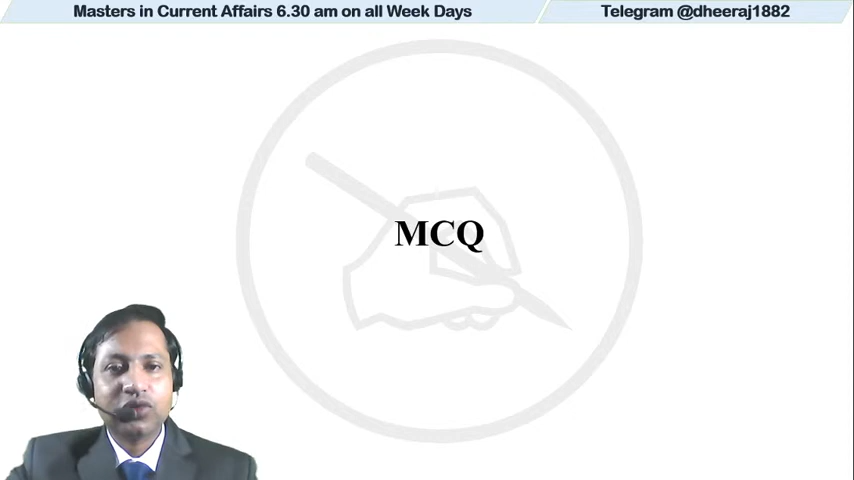 Masters in Current Affairs 6.30 am on all Week Days
Telegram @dheeraj1882
MCQ